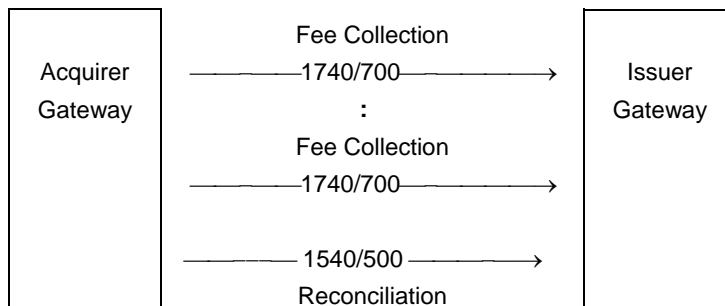 Fee Collection
Acquirer 1740/700 Issuer
Gateway : Gateway
Fee Collection
1740/700
1540/500
Reconciliation